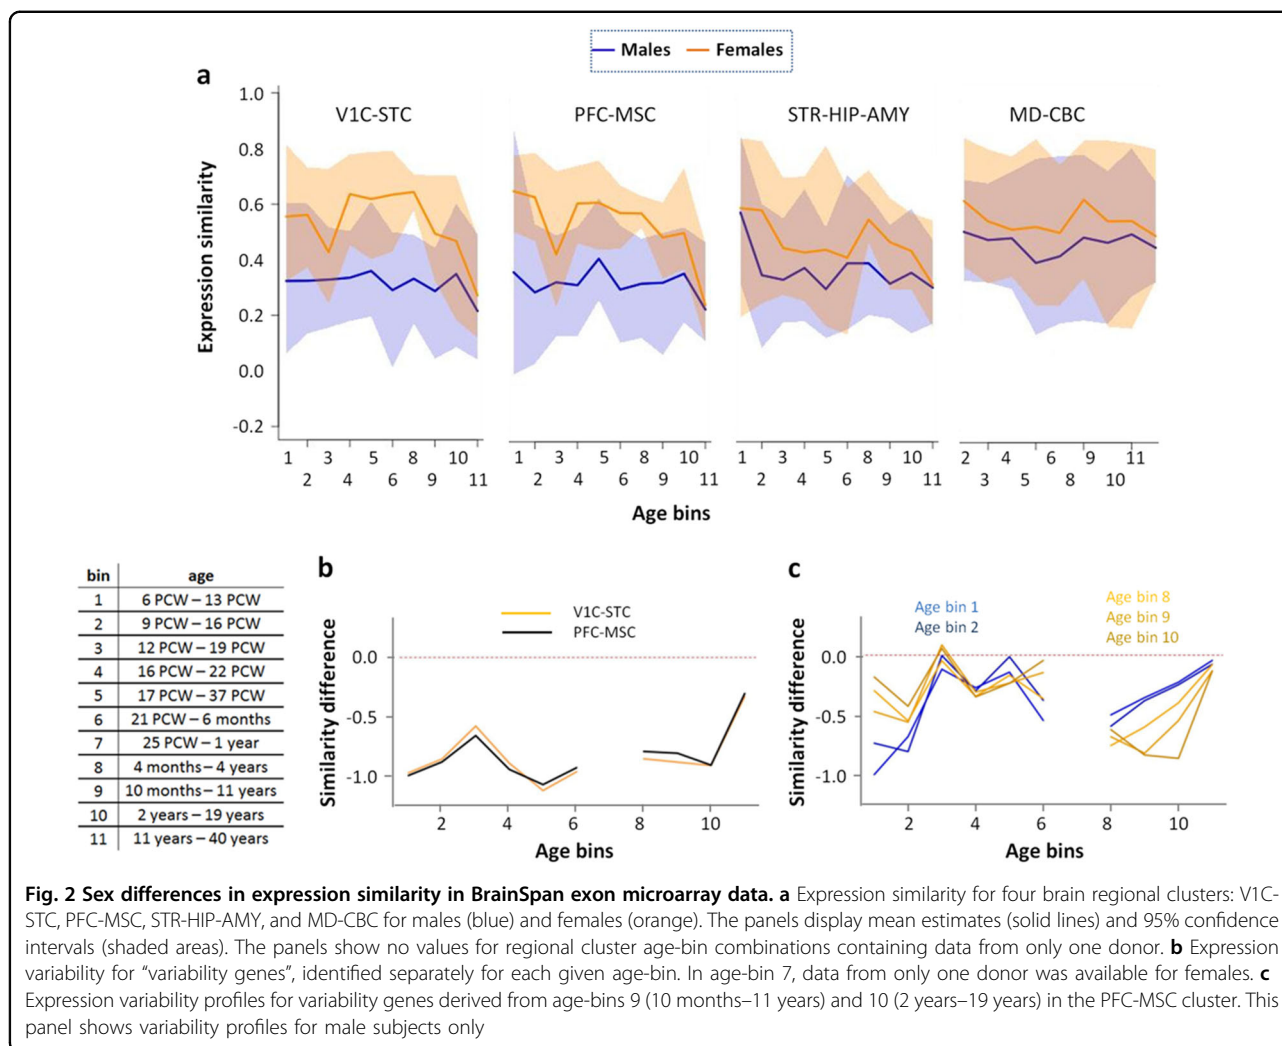 Males Females
a
V1C-STC PFC-MSC STR-HIP-AMY MD-CBC
Expression similarity
1.0
0.8
0.6
0.4
0.2
0.0
-0.2
1 3 5 8 10 1 3 5 8 10 1 3 5 8 10 2 4 6 8 11
2 4 6 9 11 2 4 6 9 11 2 4 6 9 11 3 5 7 9 10
Age bins
bin age
1 6 PCW – 13 PCW
2 9 PCW – 16 PCW
3 12 PCW – 19 PCW
4 16 PCW – 22 PCW
5 17 PCW – 37 PCW
6 21 PCW – 6 months
7 25 PCW – 1 year
8 4 months – 4 years
9 10 months – 11 years
10 2 years – 19 years
11 11 years – 40 years
b
V1C-STC
PFC-MSC
Similarity difference
0.0
-0.5
-1.0
2 4 6 8 10
Age bins
c
Age bin 1
Age bin 2
Age bin 8
Age bin 9
Age bin 10
Similarity difference
0.0
-0.5
-1.0
2 4 6 8 10
Age bins
Fig. 2 Sex differences in expression similarity in BrainSpan exon microarray data. a Expression similarity for four brain regional clusters: V1C-
STC, PFC-MSC, STR-HIP-AMY, and MD-CBC for males (blue) and females (orange). The panels display mean estimates (solid lines) and 95% confidence
intervals (shaded areas). The panels show no values for regional cluster age-bin combinations containing data from only one donor. b Expression
variability for “variability genes”, identified separately for each given age-bin. In age-bin 7, data from only one donor was available for females. c
Expression variability profiles for variability genes derived from age-bins 9 (10 months–11 years) and 10 (2 years–19 years) in the PFC-MSC cluster. This
panel shows variability profiles for male subjects only